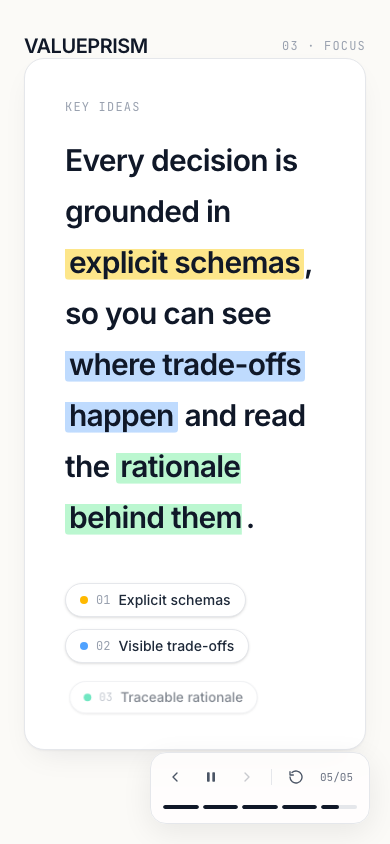 VALUEPRISM
03 · FOCUS
KEY IDEAS
Every decision is
grounded in
explicit schemas,
so you can see
where trade-offs
happen and read
the rationale
behind them.
01 Explicit schemas
02 Visible trade-offs
03 Traceable rationale
05/05